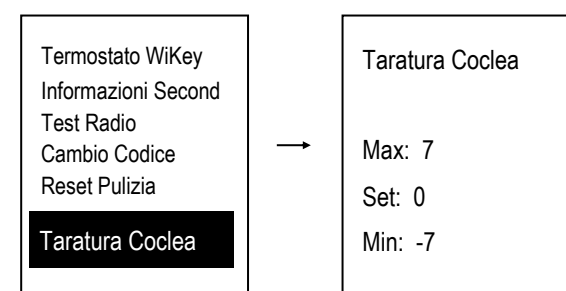 Termostato WiKey
Informazioni Second
Test Radio
Cambio Codice
Reset Pulizia
Taratura Coclea
Taratura Coclea
Max: 7
Set: 0
Min: -7